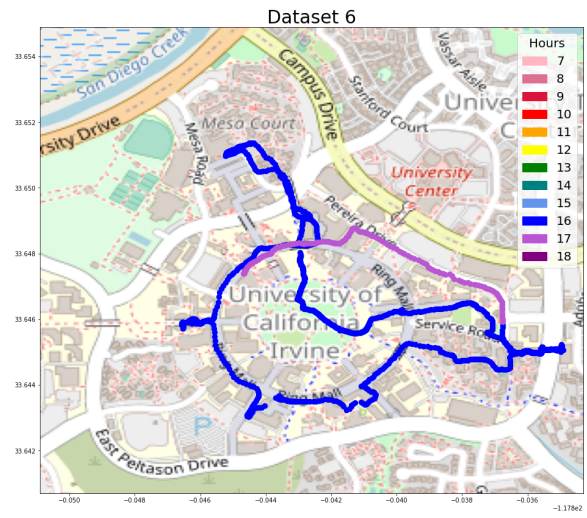 Dataset 6
33.654
33.652
33.650
33.648
33.646
33.644
33.642
San Diego Creek
rsity Drive
Mesa Court
Mesa Road
Campus Drive
Stanford Court
Vassar Aisle
University
Center
Pereira Drive
Ring Mall
University of
California
Irvine
Service Road
Ring Mall
East Peltason Drive
P
Hours
7
8
9
10
11
12
13
14
15
16
17
18
-0.050
-0.048
-0.046
-0.044
-0.042
-0.040
-0.038
-0.036
-1.178e2